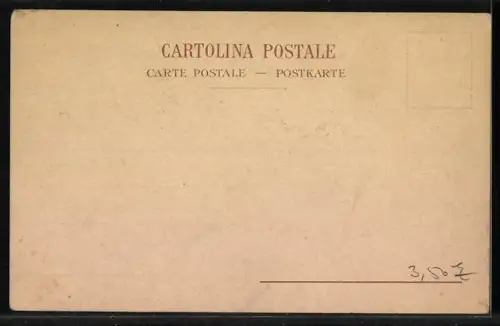 CARTOLINA POSTALE
CARTE POSTALE — POSTKARTE
3,50